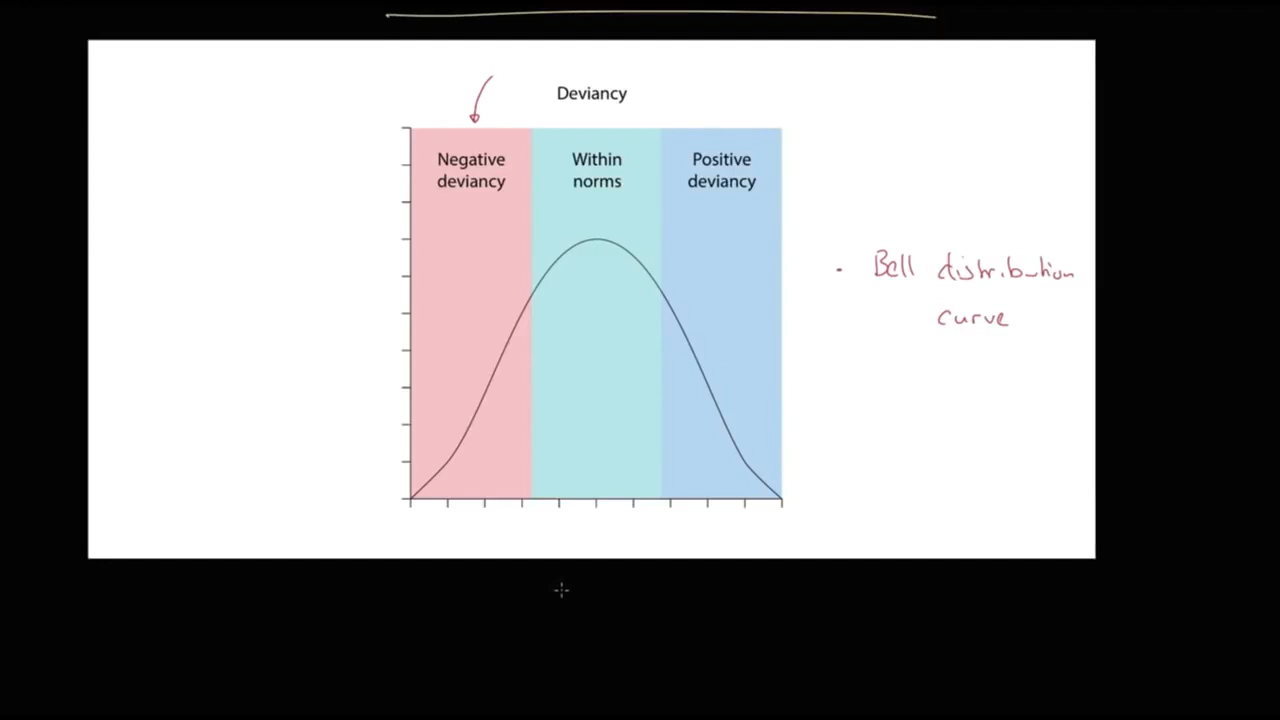 Deviancy
Negative
deviancy
Within
norms
Positive
deviancy
• Bell distribution
curve